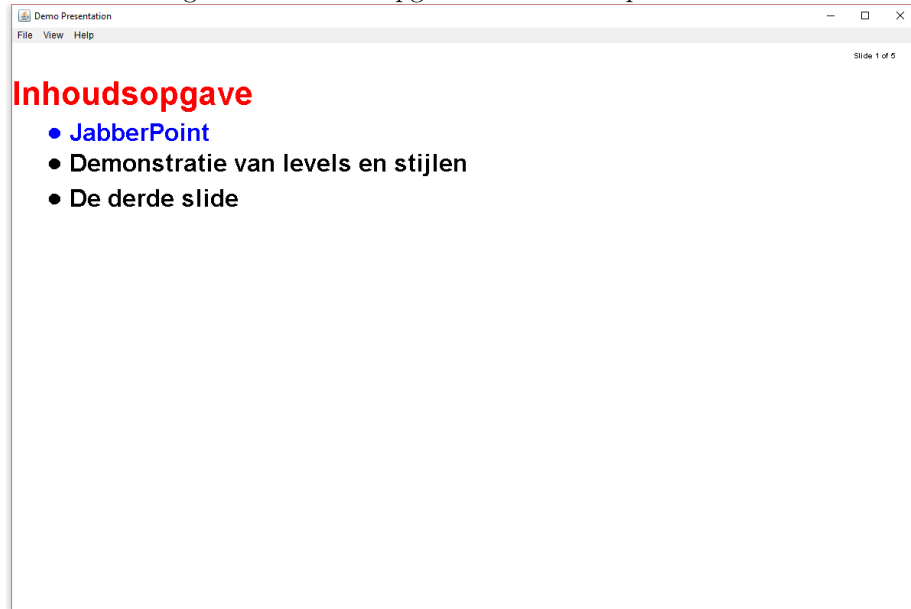 Demo Presentation
File View Help
Slide 1 of 5
Inhoudsopgave
● JabberPoint
● Demonstratie van levels en stijlen
● De derde slide